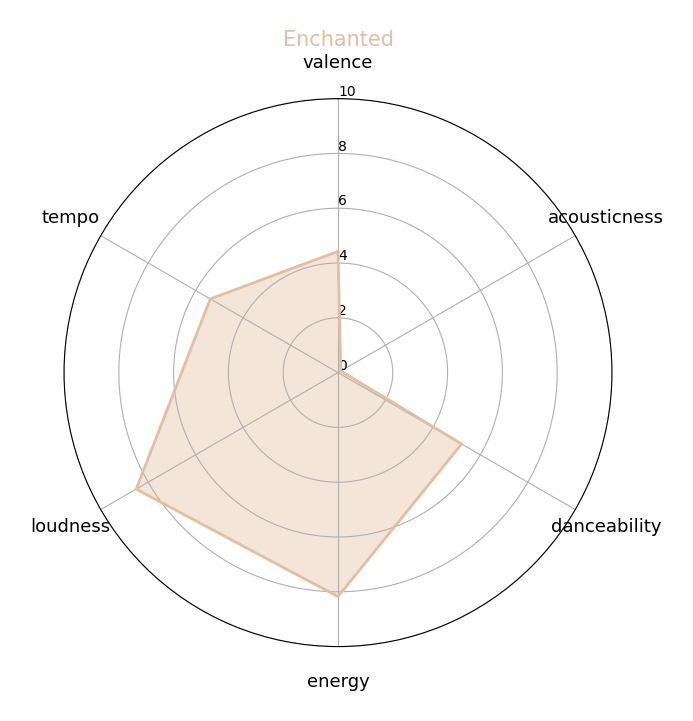 Enchanted
valence
10
8
6
4
2
0
tempo
acousticness
loudness
danceability
energy